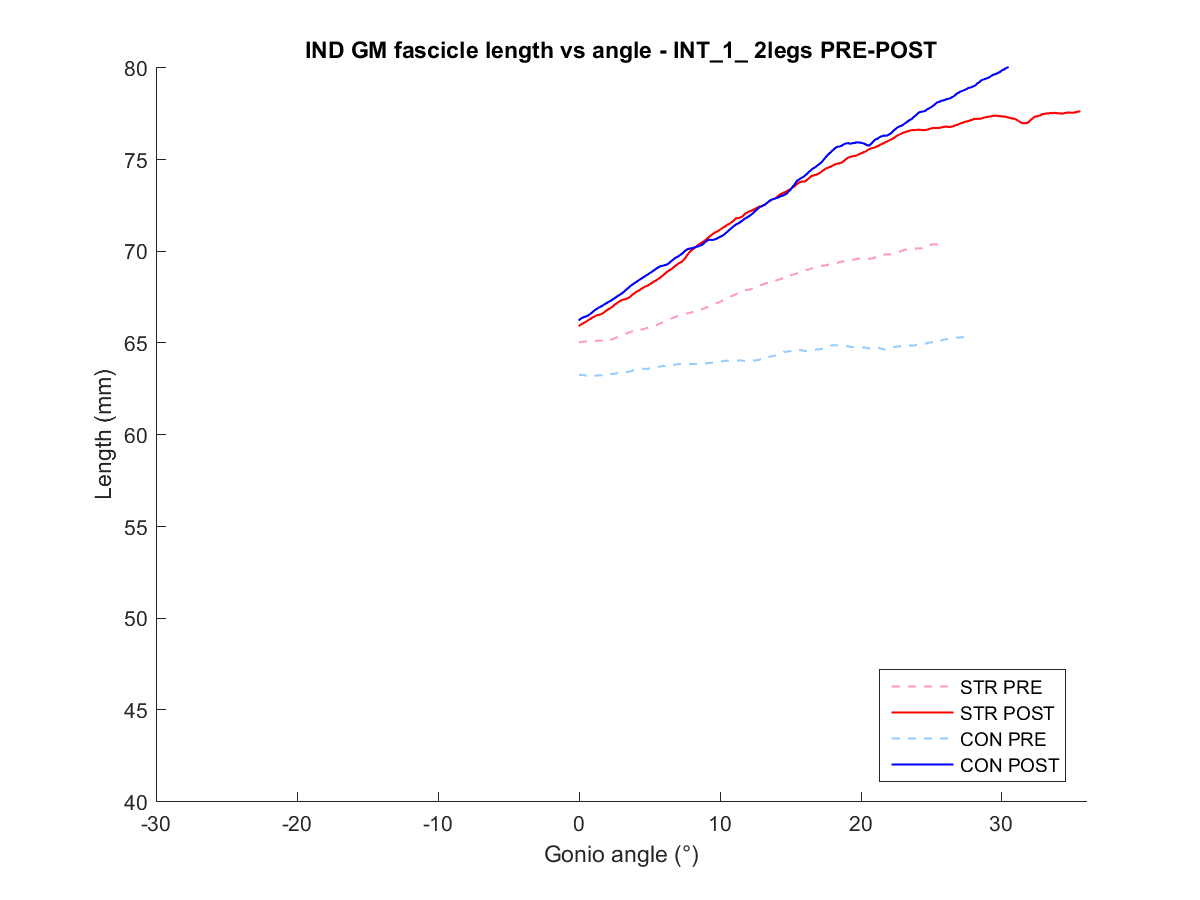 IND GM fascicle length vs angle - INT_1_ 2legs PRE-POST
80
75
70
65
60
55
50
45
40
Length (mm)
-30
-20
-10
0
10
20
30
Gonio angle (°)
STR PRE
STR POST
CON PRE
CON POST